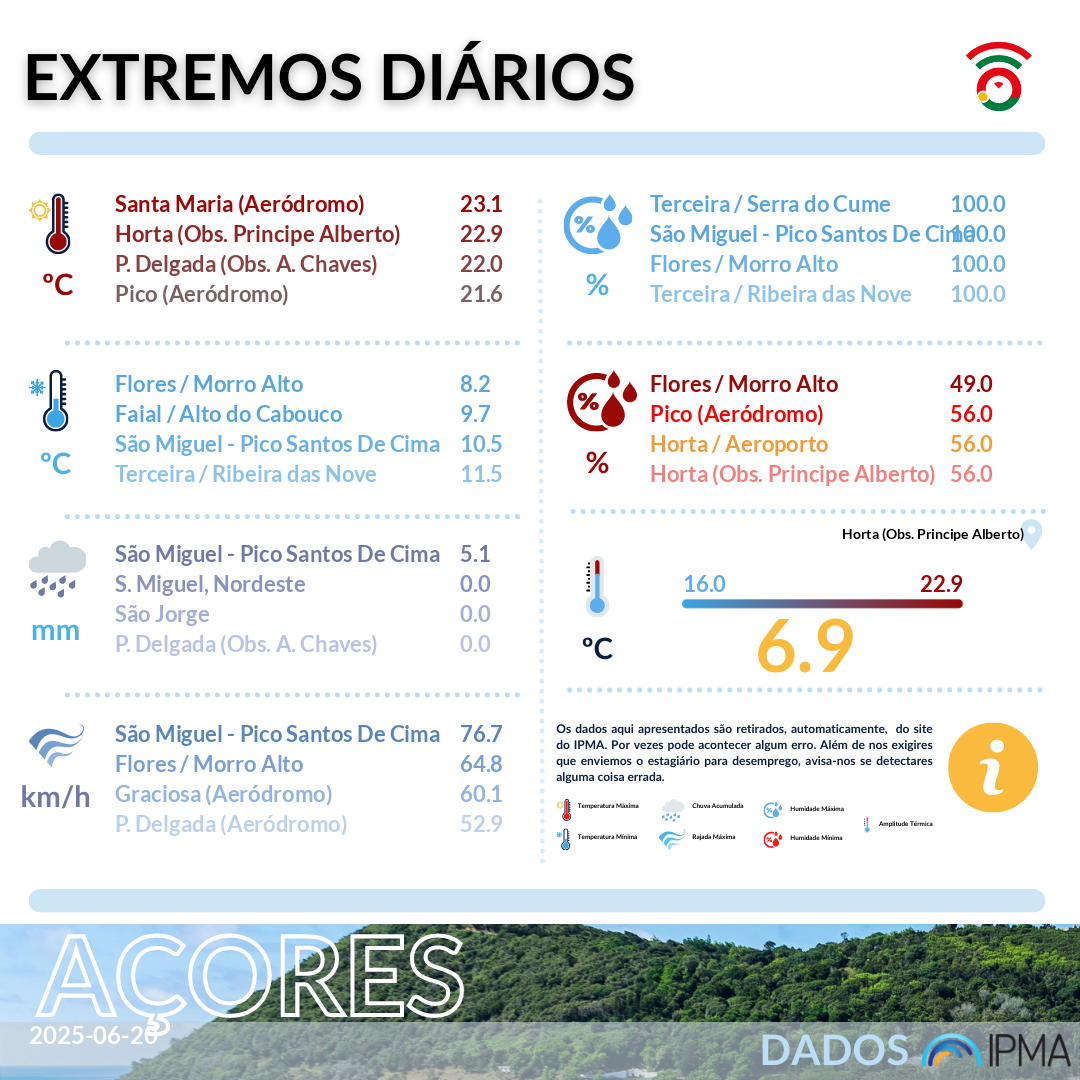 EXTREMOS DIÁRIOS
Santa Maria (Aeródromo) 23.1
Horta (Obs. Principe Alberto) 22.9
P. Delgada (Obs. A. Chaves) 22.0
Pico (Aeródromo) 21.6
ºC
Flores / Morro Alto 8.2
Faial / Alto do Cabouco 9.7
São Miguel - Pico Santos De Cima 10.5
Terceira / Ribeira das Nove 11.5
ºC
São Miguel - Pico Santos De Cima 5.1
S. Miguel, Nordeste 0.0
São Jorge 0.0
P. Delgada (Obs. A. Chaves) 0.0
mm
São Miguel - Pico Santos De Cima 76.7
Flores / Morro Alto 64.8
Graciosa (Aeródromo) 60.1
P. Delgada (Aeródromo) 52.9
km/h
Terceira / Serra do Cume 100.0
São Miguel - Pico Santos De Cima 100.0
Flores / Morro Alto 100.0
Terceira / Ribeira das Nove 100.0
%
%
Flores / Morro Alto 49.0
Pico (Aeródromo) 56.0
Horta / Aeroporto 56.0
Horta (Obs. Principe Alberto) 56.0
%
%
Horta (Obs. Principe Alberto)
16.0 22.9
6.9
ºC
Os dados aqui apresentados são retirados, automaticamente, do site
do IPMA. Por vezes pode acontecer algum erro. Além de nos exigires
que enviemos o estagiário para desemprego, avisa-nos se detectares
alguma coisa errada.
i
Temperatura Máxima Chuva Acumulada Humidade Máxima
Amplitude Térmica
Temperatura Mínima Rajada Máxima Humidade Mínima
AÇORES
2025-06-20
DADOS IPMA